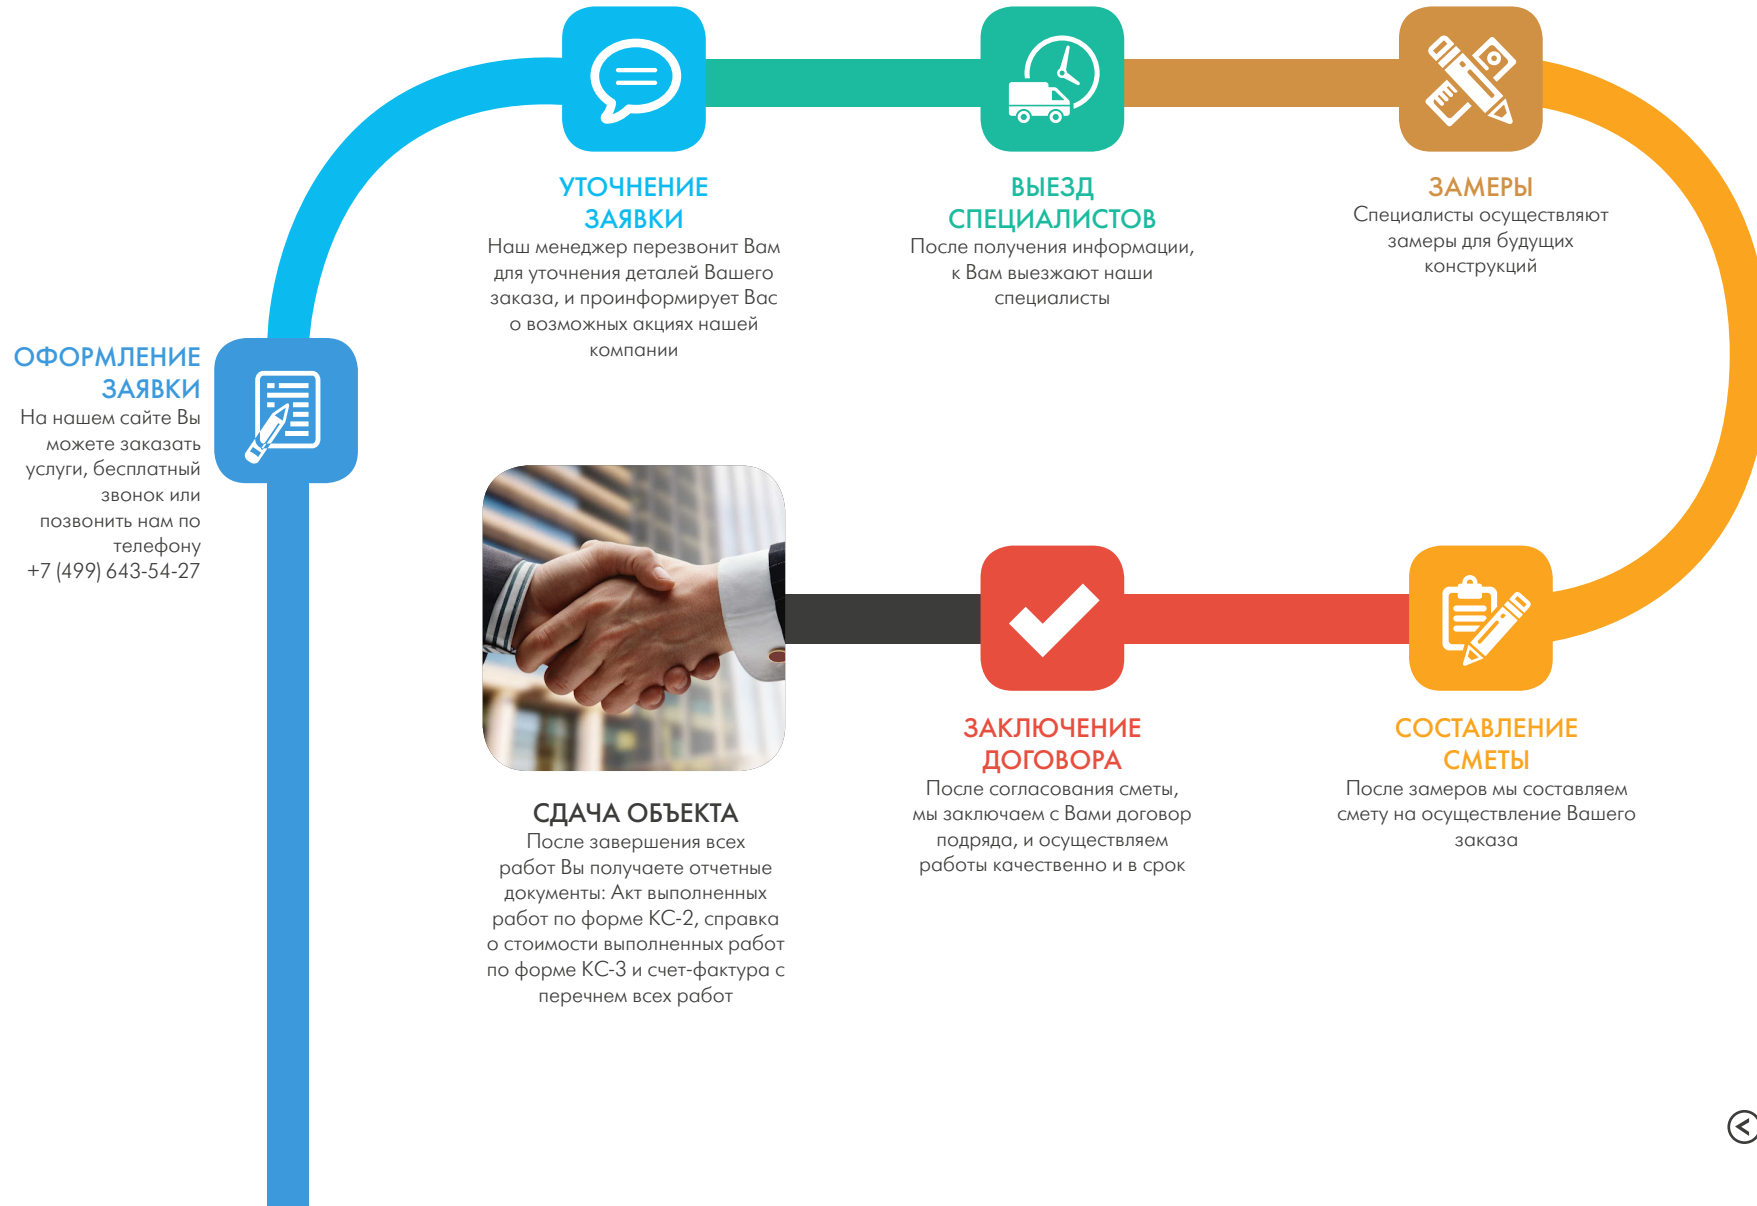 ОФОРМЛЕНИЕ
ЗАЯВКИ
На нашем сайте Вы
можете заказать
услуги, бесплатный
звонок или
позвонить нам по
телефону
+7 (499) 643-54-27
УТОЧНЕНИЕ
ЗАЯВКИ
Наш менеджер перезвонит Вам
для уточнения деталей Вашего
заказа, и проинформирует Вас
о возможных акциях нашей
компании
ВЫЕЗД
СПЕЦИАЛИСТОВ
После получения информации,
к Вам выезжают наши
специалисты
ЗАМЕРЫ
Специалисты осуществляют
замеры для будущих
конструкций
СОСТАВЛЕНИЕ
СМЕТЫ
После замеров мы составляем
смету на осуществление Вашего
заказа
ЗАКЛЮЧЕНИЕ
ДОГОВОРА
После согласования сметы,
мы заключаем с Вами договор
подряда, и осуществляем
работы качественно и в срок
СДАЧА ОБЪЕКТА
После завершения всех
работ Вы получаете отчетные
документы: Акт выполненных
работ по форме КС-2, справка
о стоимости выполненных работ
по форме КС-3 и счет-фактура с
перечнем всех работ